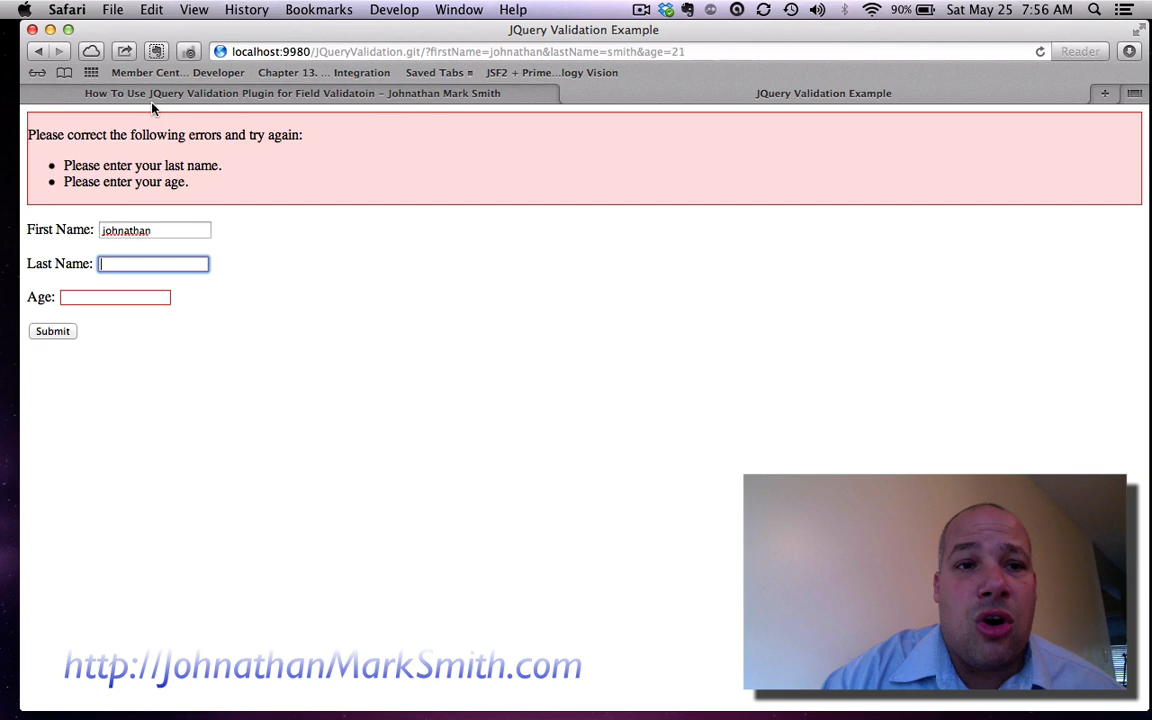 Safari File Edit View History Bookmarks Develop Window Help 90% Sat May 25 7:56 AM
JQuery Validation Example
localhost:9980/JQueryValidation.git/?firstName=johnathan&lastName=smith&age=21 Reader
Member Cent... Developer Chapter 13. ... Integration Saved Tabs JSF2 + Prime...logy Vision
How To Use JQuery Validation Plugin for Field Validatoin – Johnathan Mark Smith JQuery Validation Example
Please correct the following errors and try again:
• Please enter your last name.
• Please enter your age.
First Name: johnathan
Last Name:
Age:
Submit
http://JohnathanMarkSmith.com